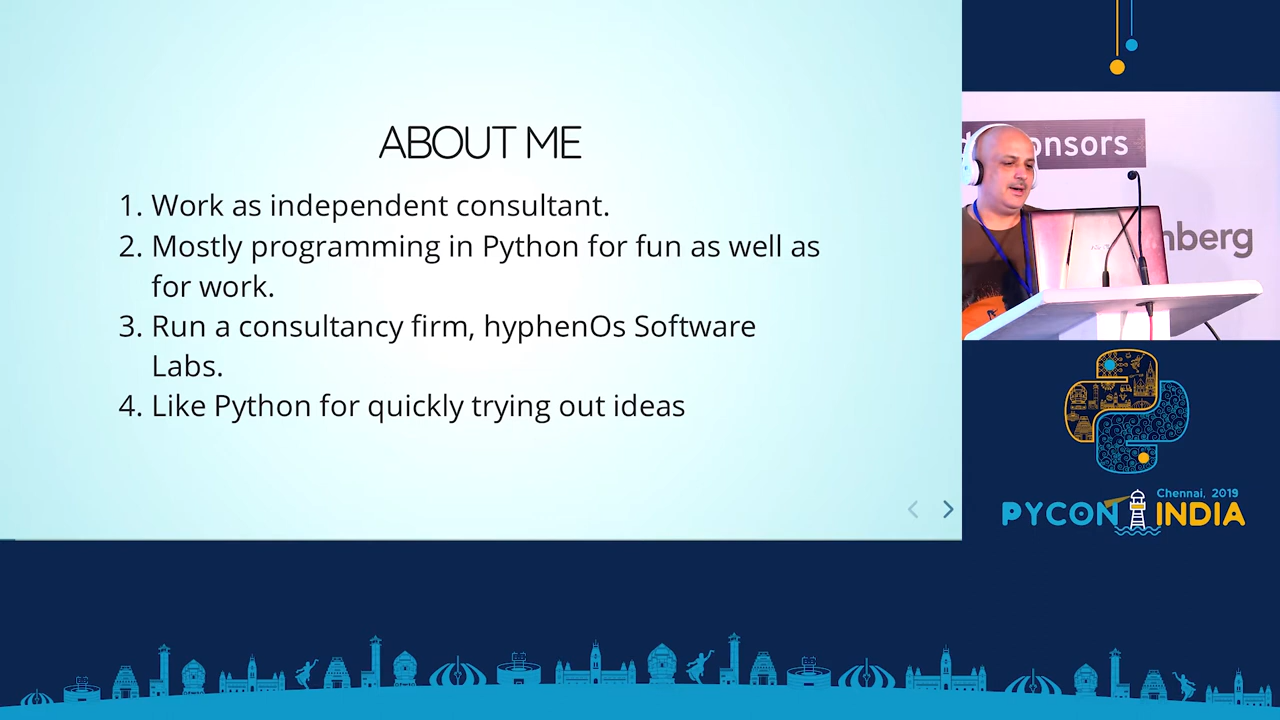 ABOUT ME
1. Work as independent consultant.
2. Mostly programming in Python for fun as well as
for work.
3. Run a consultancy firm, hyphenOs Software
Labs.
4. Like Python for quickly trying out ideas
onsors
mberg
Chennai, 2019
PYCON INDIA